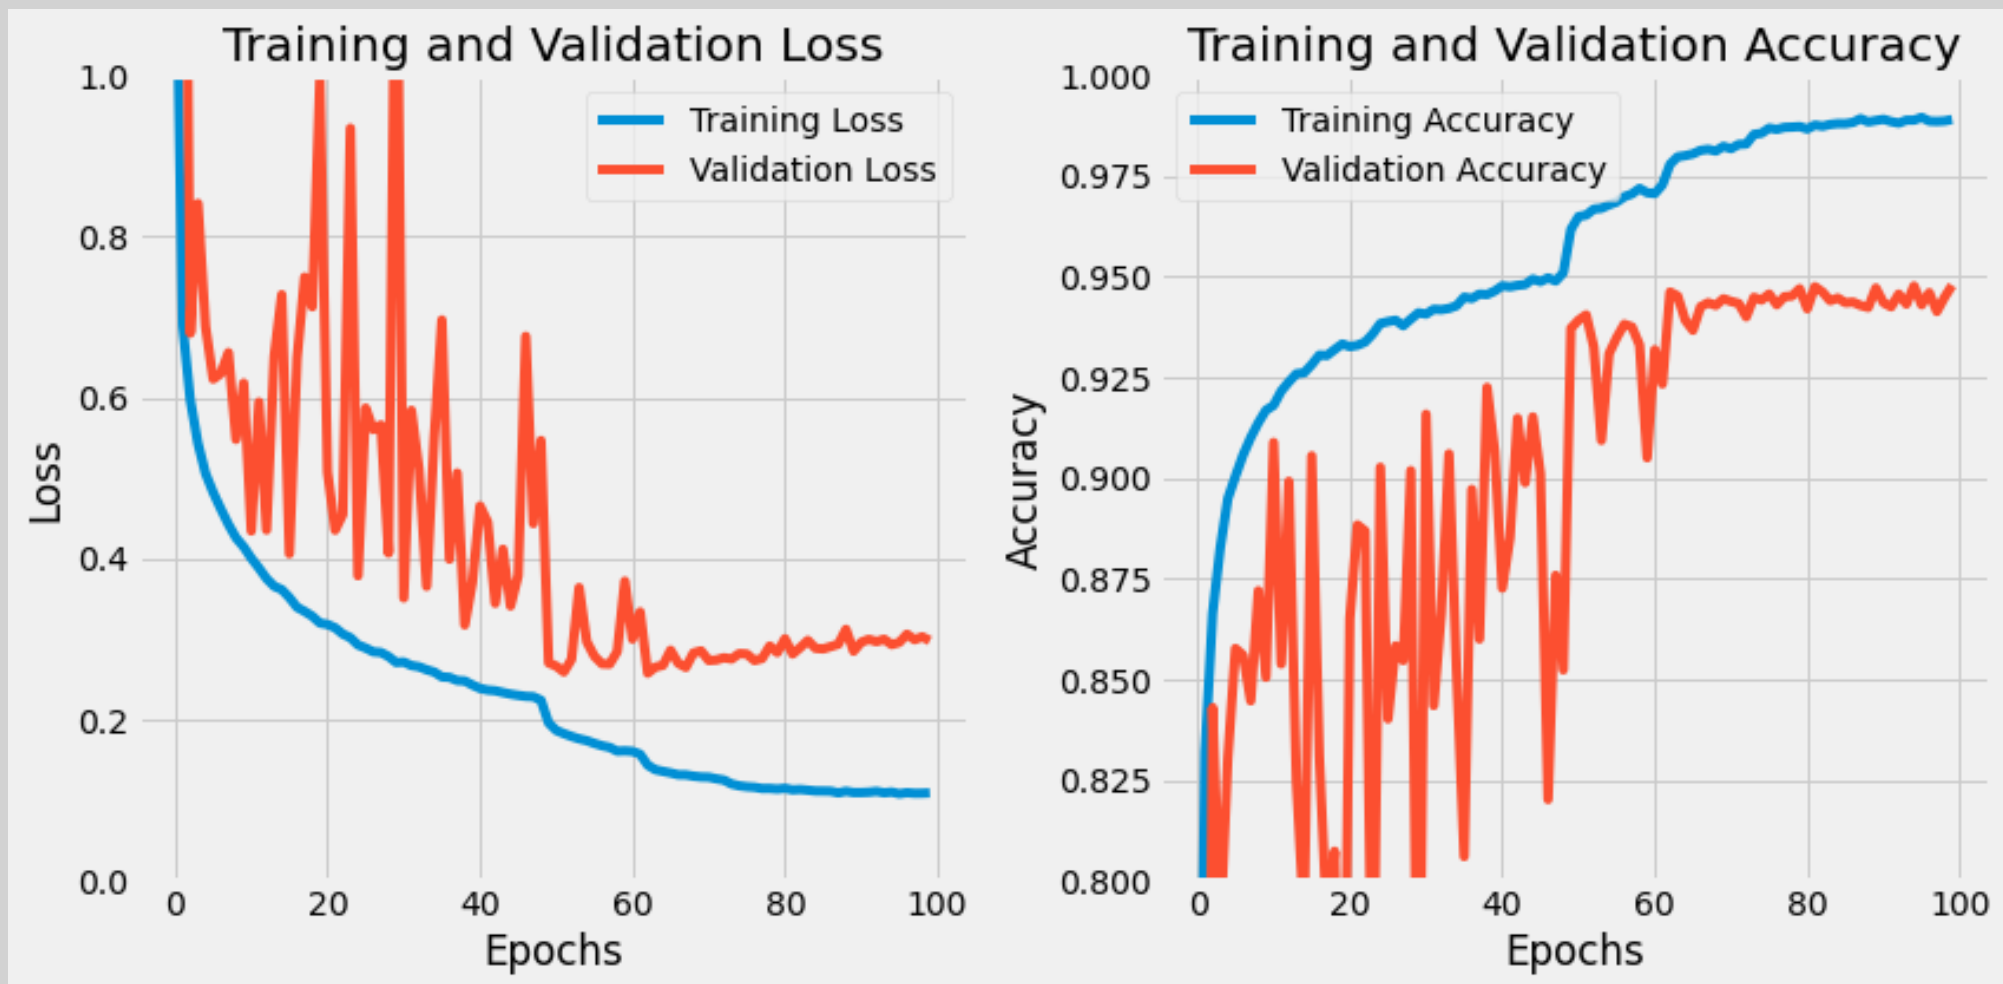 Training and Validation Loss
1.0
0.8
0.6
0.4
0.2
0.0
Loss
Training Loss
Validation Loss
0 20 40 60 80 100
Epochs
Training and Validation Accuracy
1.000
0.975
0.950
0.925
0.900
0.875
0.850
0.825
0.800
Accuracy
Training Accuracy
Validation Accuracy
0 20 40 60 80 100
Epochs